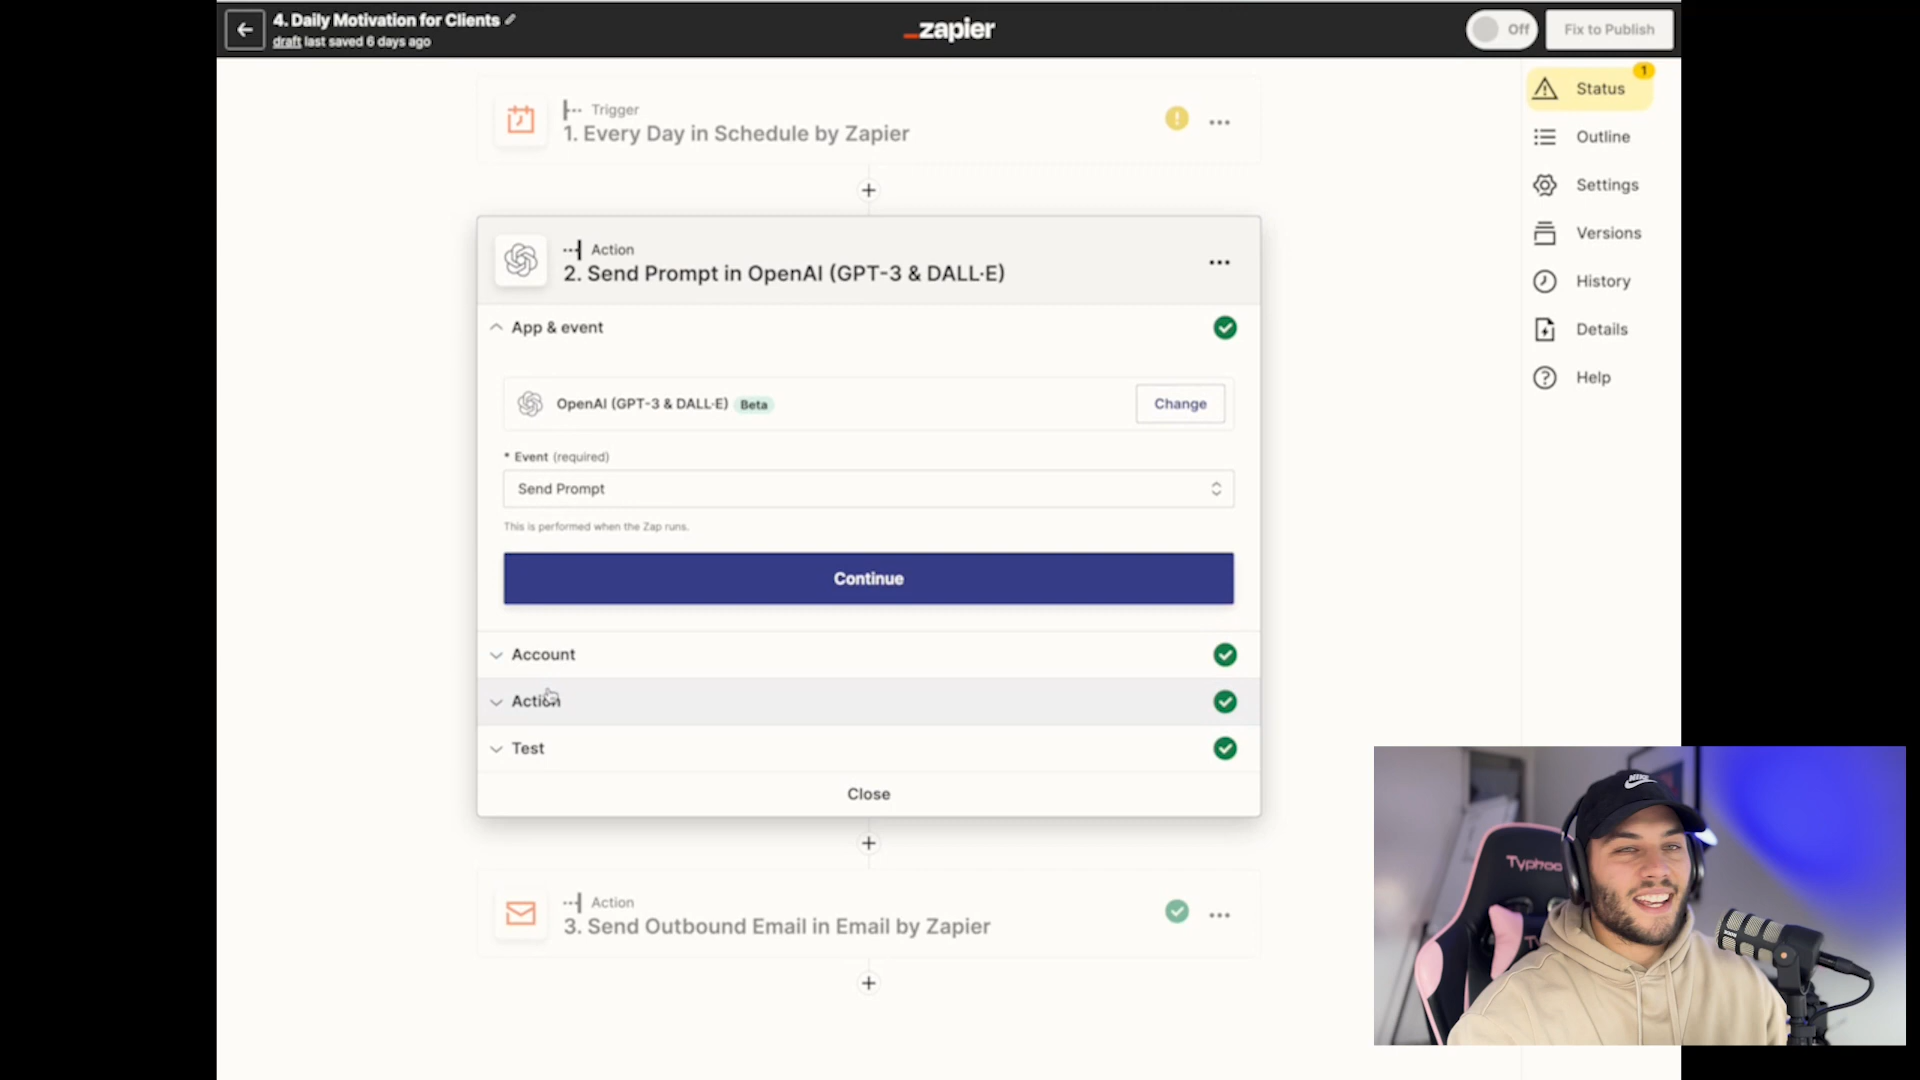 4. Daily Motivation for Clients
draft last saved 6 days ago
zapier
Off
Fix to Publish
Trigger
1. Every Day in Schedule by Zapier
1
Status
Outline
Settings
Versions
History
Details
Help
Action
2. Send Prompt in OpenAI (GPT-3 & DALL·E)
App & event
OpenAI (GPT-3 & DALL·E) Beta
Change
* Event (required)
Send Prompt
This is performed when the Zap runs.
Continue
Account
Action
Test
Close
Action
3. Send Outbound Email in Email by Zapier
NIKE
Typhoo